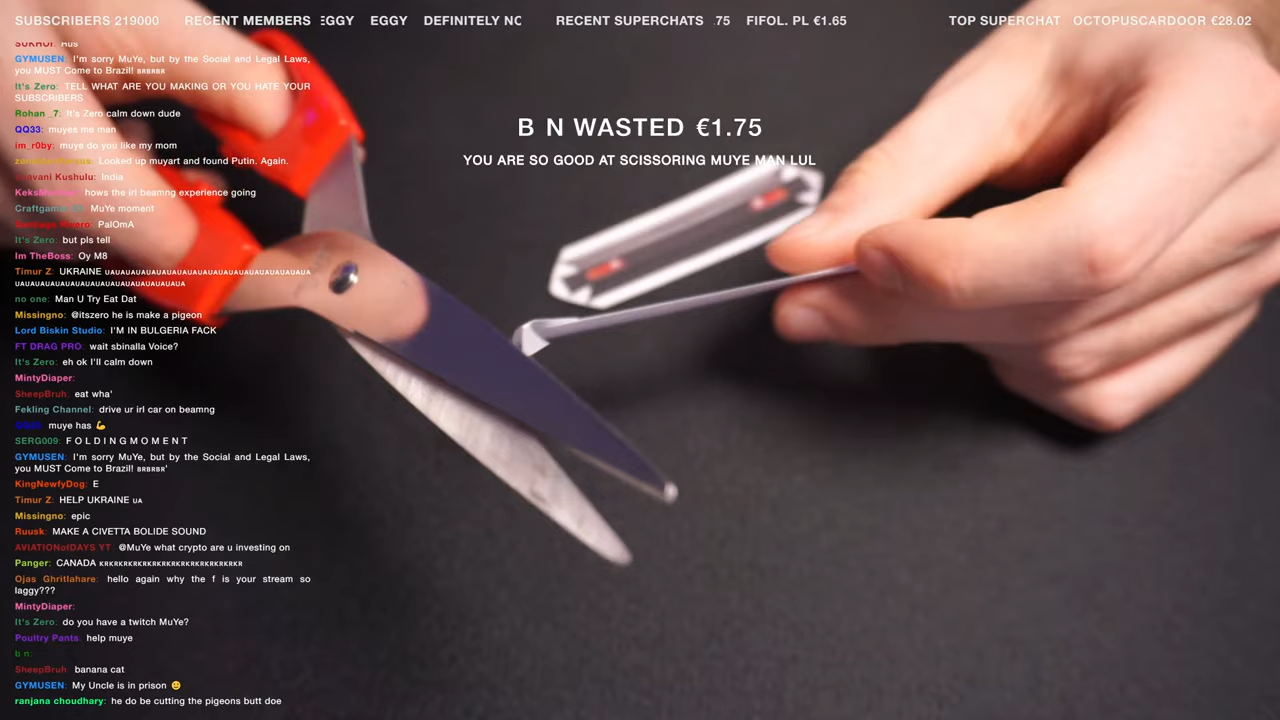 SUBSCRIBERS 219000 RECENT MEMBERS EGGY EGGY DEFINITELY NO RECENT SUPERCHATS .75 FIFOL. PL €1.65 TOP SUPERCHAT OCTOPUSCARDOOR €28.02
SUKHOI: Aus
GYMUSEN: I'm sorry MuYe, but by the Social and Legal Laws,
you MUST Come to Brazil! BRBRBR
It's Zero: TELL WHAT ARE YOU MAKING OR YOU HATE YOUR
SUBSCRIBERS
Rohan _7: It's Zero calm down dude
QQ33: muyes me man
im_r0by: muye do you like my mom
Looked up muyart and found Putin. Again.
Kushulu: India
hows the irl beamng experience going
MuYe moment
PalOmA
It's Zero: but pls tell
Im TheBoss: Oy M8
Timur Z: UKRAINE UAUAUAUAUAUAUAUAUAUAUAUAUAUAUAUAUAUAUAUA
UAUAUAUAUAUAUAUAUAUAUAUAUAUAUAUA
no one: Man U Try Eat Dat
Missingno: @itszero he is make a pigeon
Lord Biskin Studio: I'M IN BULGERIA FACK
FT DRAG PRO: wait sbinalla Voice?
It's Zero: eh ok I'll calm down
MintyDiaper:
SheepBruh: eat wha'
Fekling Channel: drive ur irl car on beamng
QQ33: muye has 💪
SERG009: F O L D I N G M O M E N T
GYMUSEN: I'm sorry MuYe, but by the Social and Legal Laws,
you MUST Come to Brazil! BRBRBR'
KingNewfyDog: E
Timur Z: HELP UKRAINE UA
Missingno: epic
Ruusk: MAKE A CIVETTA BOLIDE SOUND
AVIATIONofDAYS YT: @MuYe what crypto are u investing on
Panger: CANADA KRKRKRKRKRKRKRKRKRKRKRKRKRKR
Ojas Ghritlahare: hello again why the f is your stream so
laggy???
MintyDiaper:
It's Zero: do you have a twitch MuYe?
Poultry Pants: help muye
b n:
SheepBruh: banana cat
GYMUSEN: My Uncle is in prison 😐
ranjana choudhary: he do be cutting the pigeons butt doe
B N WASTED €1.75
YOU ARE SO GOOD AT SCISSORING MUYE MAN LUL